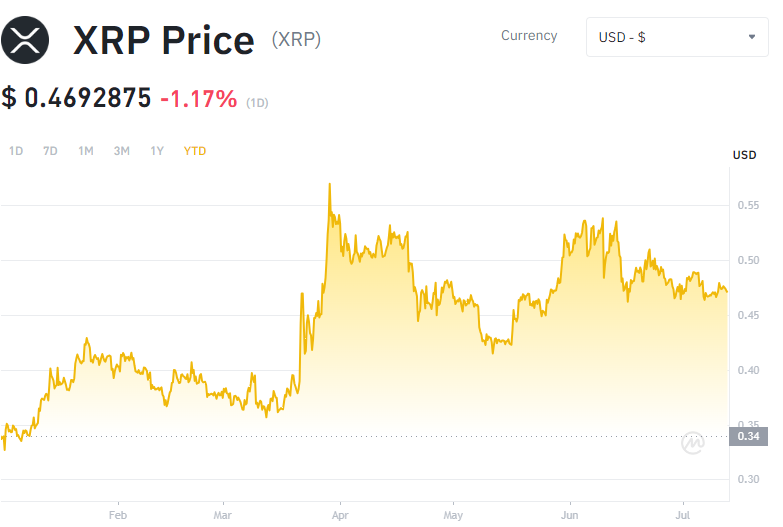 XRP Price (XRP)
Currency
USD - $
$ 0.4692875 -1.17% (1D)
1D 7D 1M 3M 1Y YTD
USD
0.55
0.50
0.45
0.40
0.35
0.34
0.30
Feb Mar Apr May Jun Jul